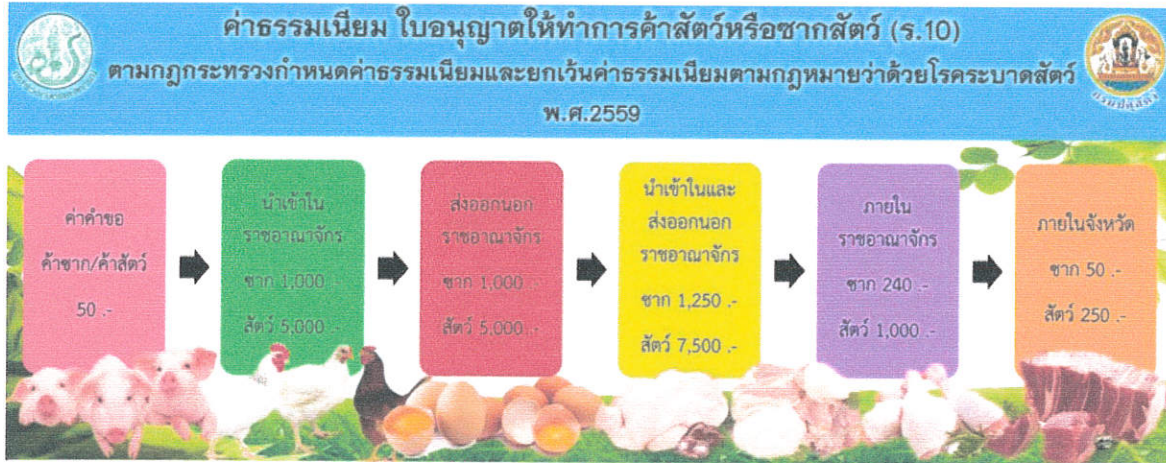 ค่าธรรมเนียม ใบอนุญาตให้ทำการค้าสัตว์หรือซากสัตว์ (ร.10)
ตามกฎกระทรวงกำหนดค่าธรรมเนียมและยกเว้นค่าธรรมเนียมตามกฎหมายว่าด้วยโรคระบาดสัตว์
พ.ศ.2559
กรมปศุสัตว์
ค่าคำขอ
ค้าซาก/ค้าสัตว์
50 .-
นำเข้าใน
ราชอาณาจักร
ซาก 1,000 .-
สัตว์ 5,000 .-
ส่งออกนอก
ราชอาณาจักร
ซาก 1,000 .-
สัตว์ 5,000.-
นำเข้าในและ
ส่งออกนอก
ราชอาณาจักร
ซาก 1,250 .-
สัตว์ 7,500 .-
ภายใน
ราชอาณาจักร
ซาก 240 .-
สัตว์ 1,000 .-
ภายในจังหวัด
ซาก 50 .-
สัตว์ 250 .-